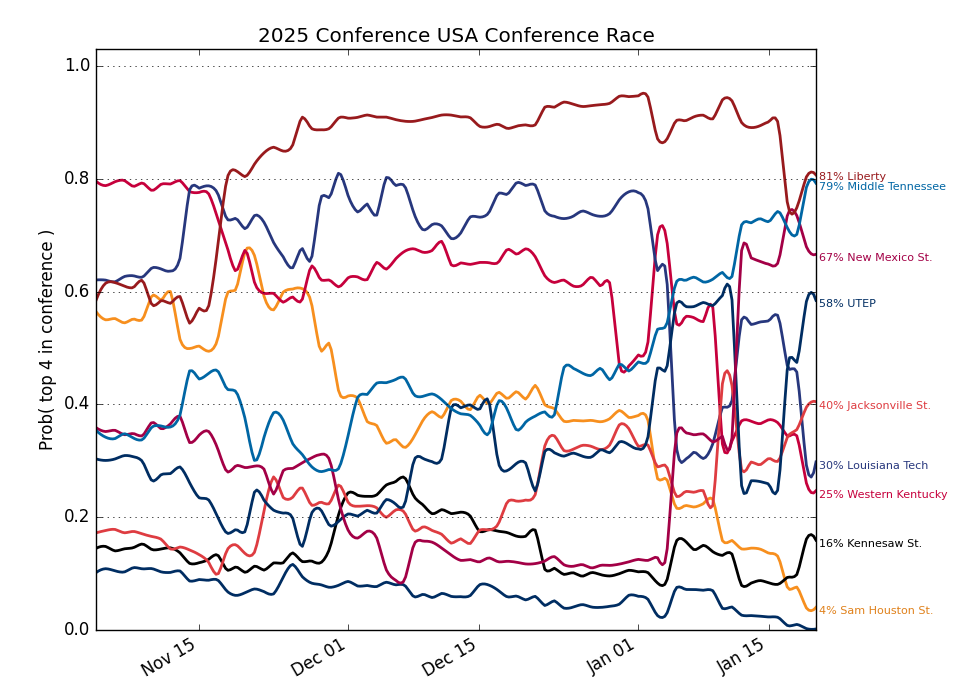 2025 Conference USA Conference Race
Prob( top 4 in conference )
1.0
0.8
0.6
0.4
0.2
0.0
Nov 15
Dec 01
Dec 15
Jan 01
Jan 15
81% Liberty
79% Middle Tennessee
67% New Mexico St.
58% UTEP
40% Jacksonville St.
30% Louisiana Tech
25% Western Kentucky
16% Kennesaw St.
4% Sam Houston St.